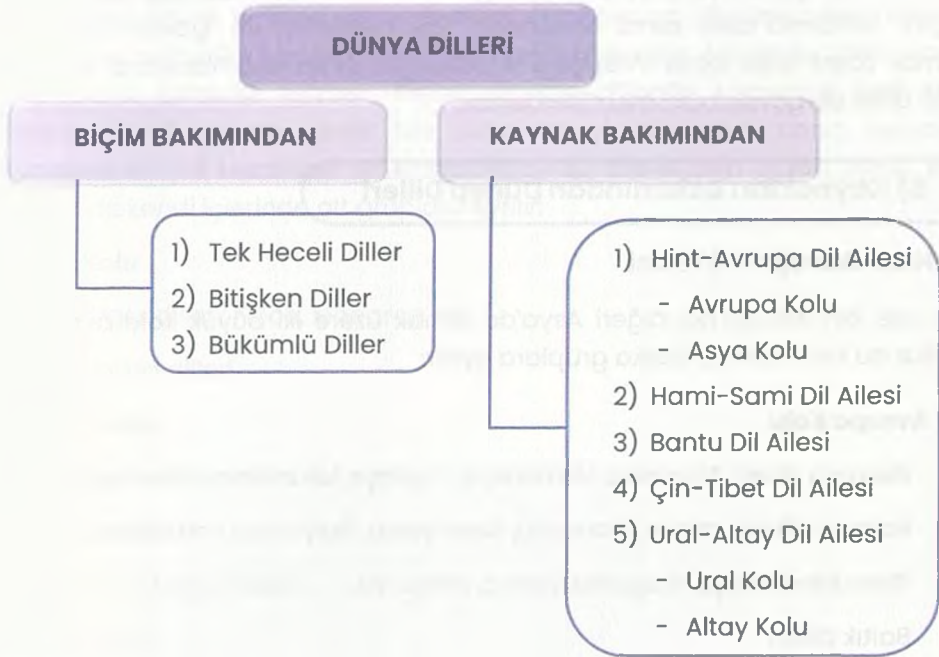 DÜNYA DİLLERİ
BİÇİM BAKIMINDAN
KAYNAK BAKIMINDAN
1) Tek Heceli Diller
2) Bitişken Diller
3) Bükümlü Diller
1) Hint-Avrupa Dil Ailesi
- Avrupa Kolu
- Asya Kolu
2) Hami-Sami Dil Ailesi
3) Bantu Dil Ailesi
4) Çin-Tibet Dil Ailesi
5) Ural-Altay Dil Ailesi
- Ural Kolu
- Altay Kolu